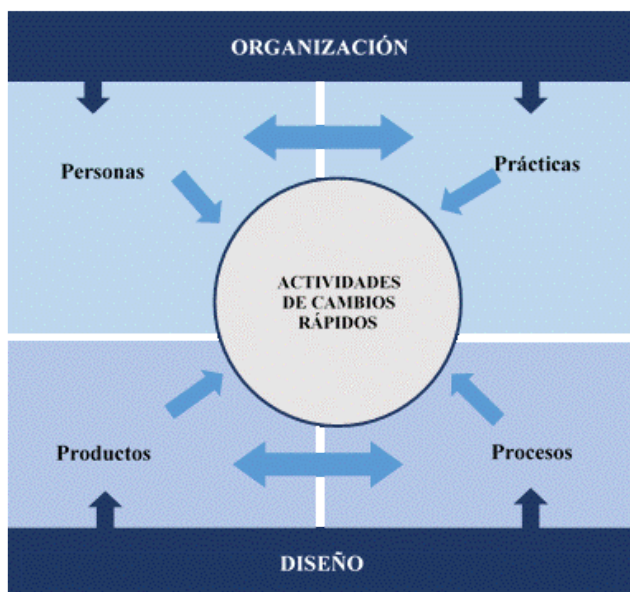 ORGANIZACIÓN
Personas
Prácticas
ACTIVIDADES
DE CAMBIOS
RÁPIDOS
Productos
Procesos
DISEÑO